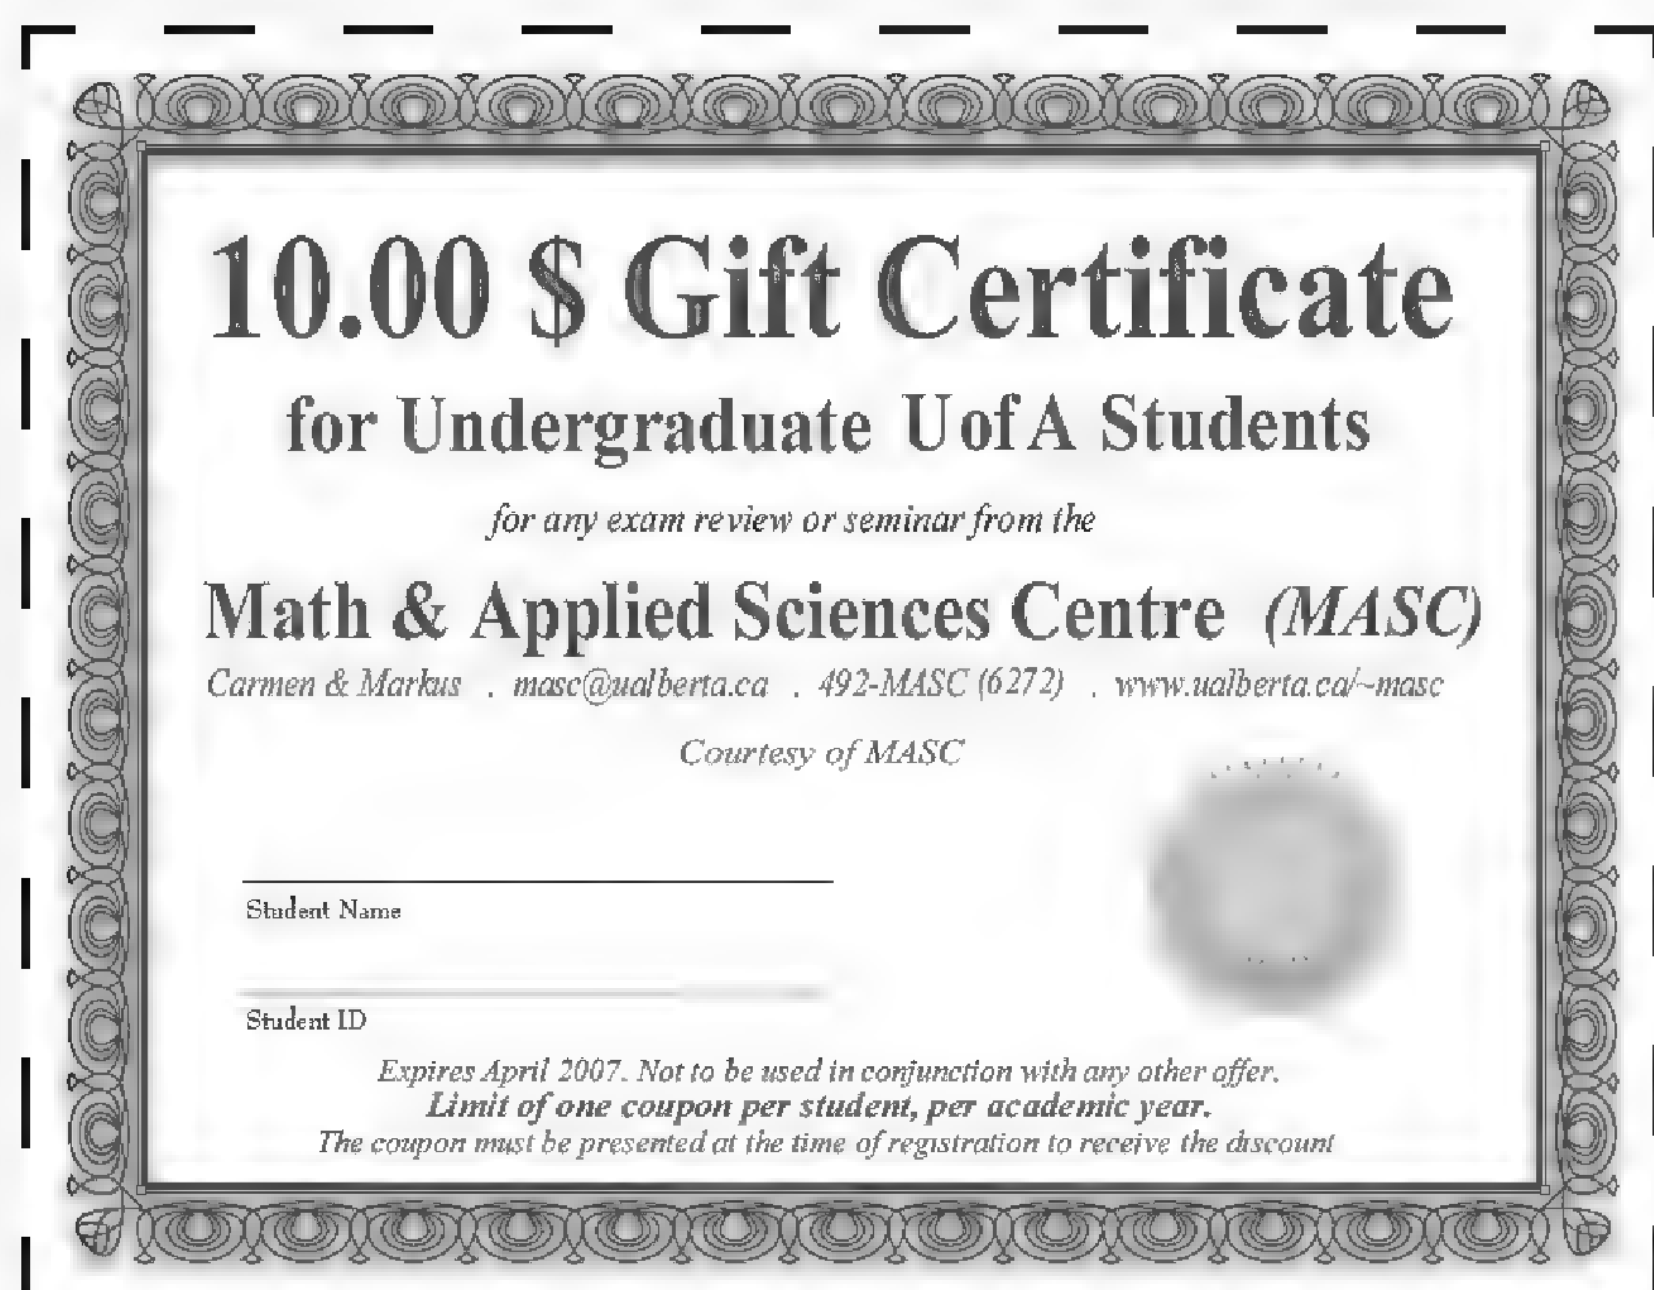 10.00 $ Gift Certificate
for Undergraduate UofA Students
for any exam review or seminar from the
Math & Applied Sciences Centre (MASC)
Carmen & Markus . masc@ualberta.ca . 492-MASC (6272) . www.ualberta.ca/~masc
Courtesy of MASC
Student Name
Student ID
Expires April 2007. Not to be used in conjunction with any other offer.
Limit of one coupon per student, per academic year.
The coupon must be presented at the time of registration to receive the discount